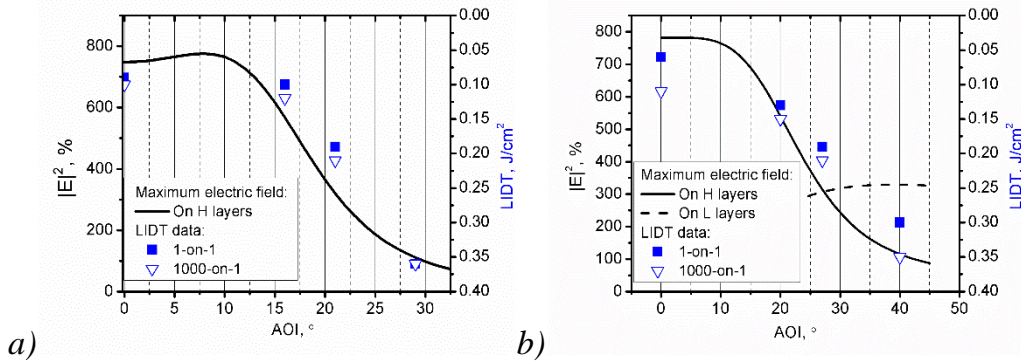 800
600
400
200
0
|E|², %
0 5 10 15 20 25 30
AOI, °
0.00
0.05
0.10
0.15
0.20
0.25
0.30
0.35
0.40
LIDT, J/cm²
Maximum electric field:
On H layers
LIDT data:
1-on-1
1000-on-1
a)
800
700
600
500
400
300
200
100
0
|E|², %
0 10 20 30 40 50
AOI, °
0.00
0.05
0.10
0.15
0.20
0.25
0.30
0.35
0.40
LIDT, J/cm²
Maximum electric field:
On H layers
On L layers
LIDT data:
1-on-1
1000-on-1
b)